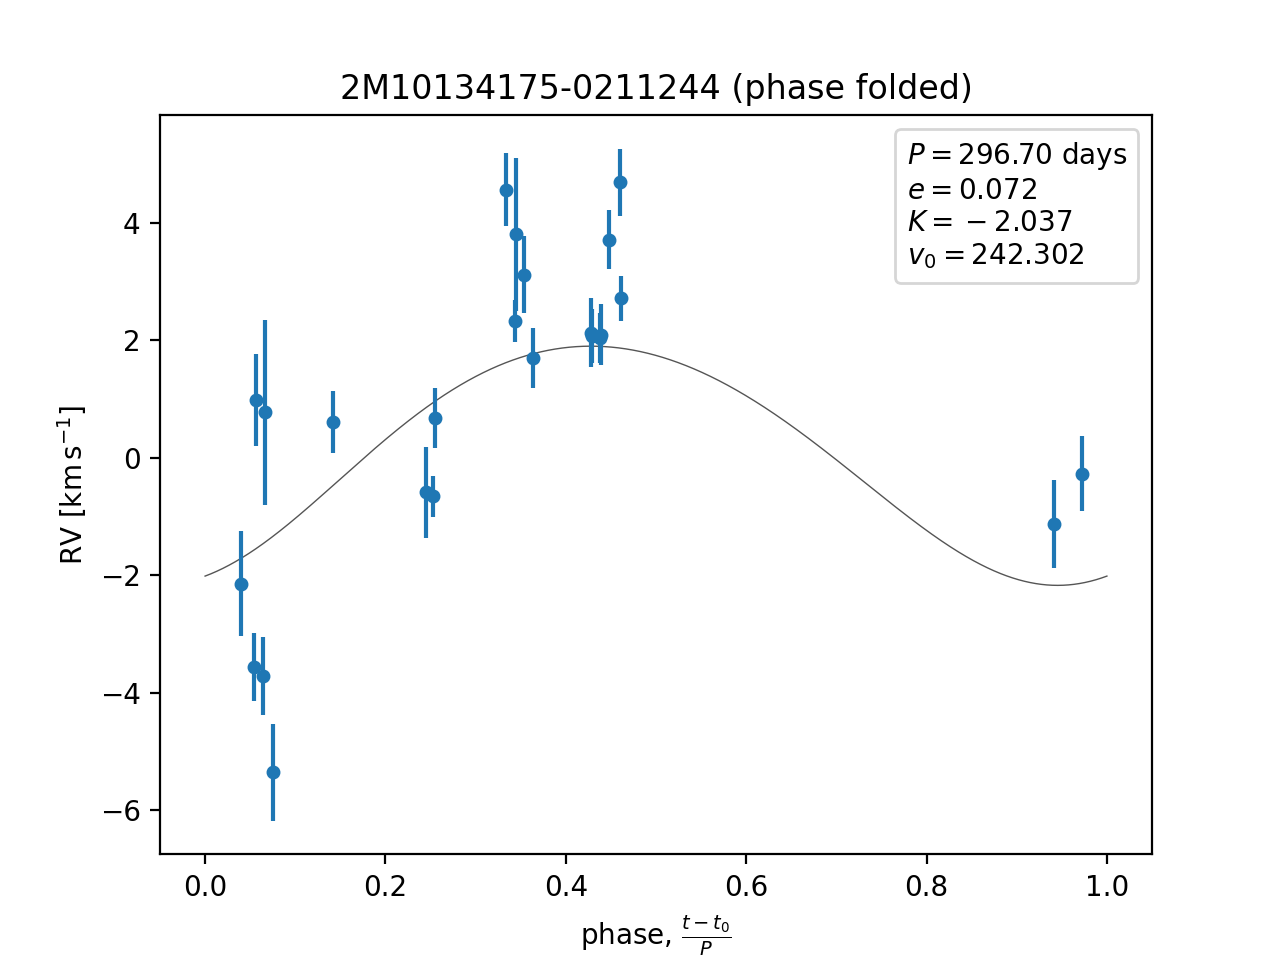 2M10134175-0211244 (phase folded)
P = 296.70 days
e = 0.072
K = − 2.037
v₀ = 242.302
4
2
0
−2
−4
−6
RV [km s⁻¹]
0.0 0.2 0.4 0.6 0.8 1.0
phase, (t − t₀)/P